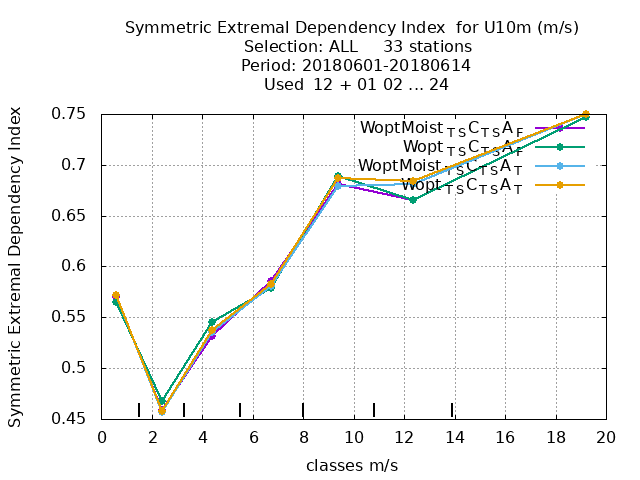 Symmetric Extremal Dependency Index for U10m (m/s)
Selection: ALL 33 stations
Period: 20180601-20180614
Used 12 + 01 02 ... 24
Symmetric Extremal Dependency Index
0.75
0.7
0.65
0.6
0.55
0.5
0.45
WoptMoist TS C TS A F
Wopt TS C TS A F
WoptMoist TS C TS A T
Wopt TS C TS A T
0 2 4 6 8 10 12 14 16 18 20
classes m/s